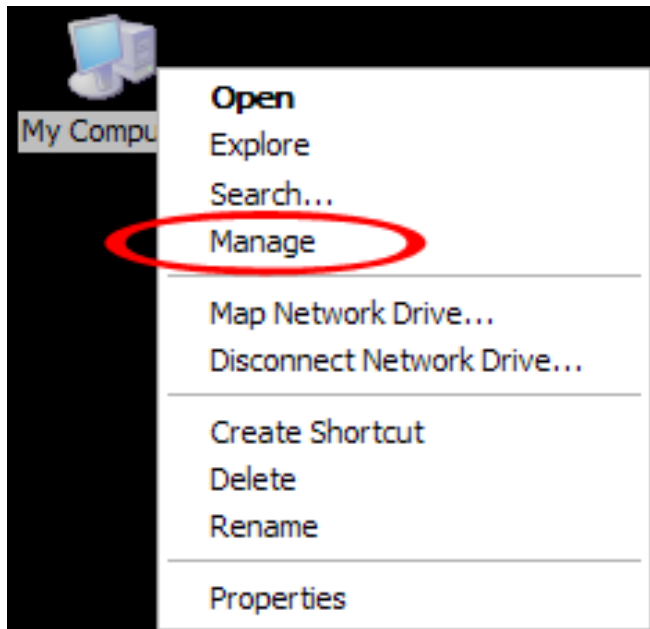 My Compu
Open
Explore
Search...
Manage
Map Network Drive...
Disconnect Network Drive...
Create Shortcut
Delete
Rename
Properties